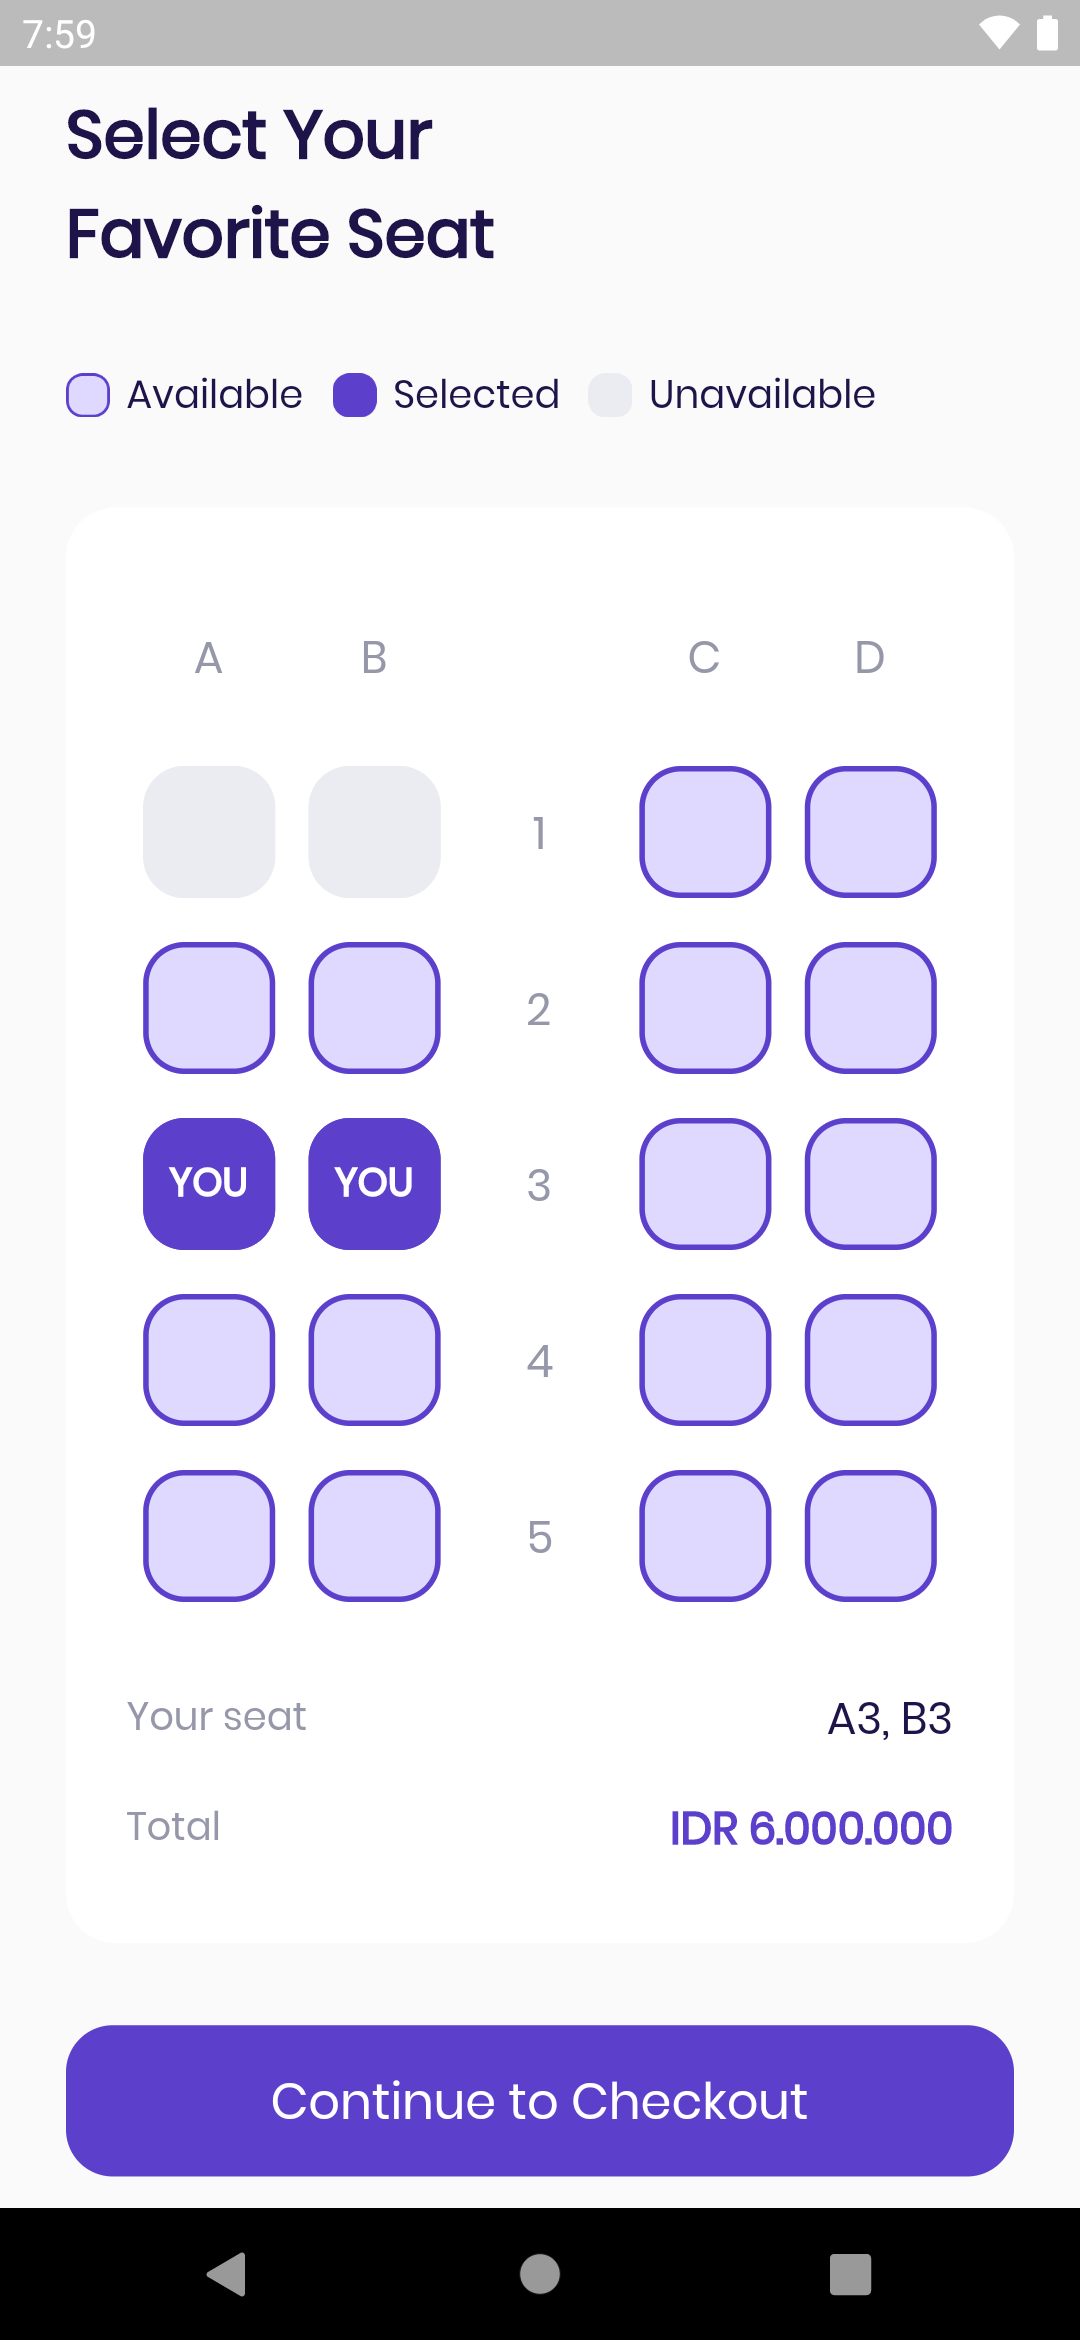 7:59
Select Your
Favorite Seat
Available Selected Unavailable
A B C D
1
2
YOU YOU 3
4
5
Your seat A3, B3
Total IDR 6.000.000
Continue to Checkout